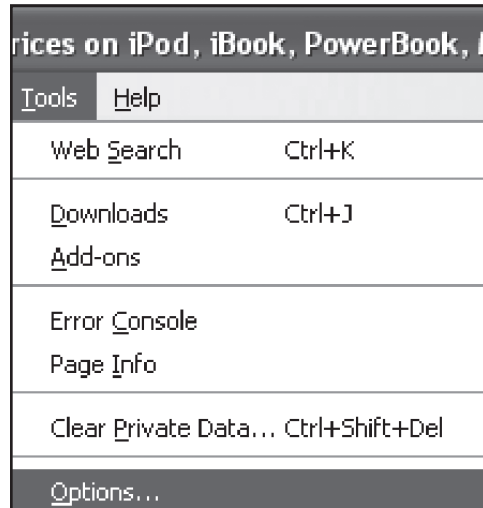 rices on iPod, iBook, PowerBook,
Tools Help
Web Search Ctrl+K
Downloads Ctrl+J
Add-ons
Error Console
Page Info
Clear Private Data... Ctrl+Shift+Del
Options...